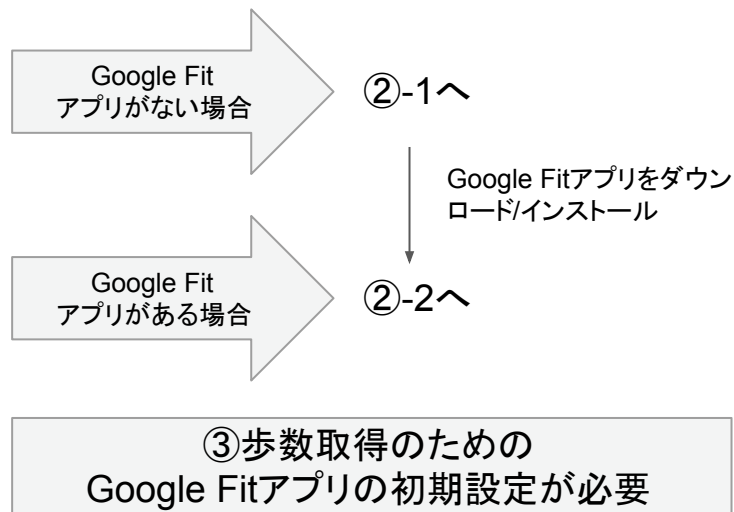 Google Fit
アプリがない場合
②-1へ
Google Fitアプリをダウン
ロード/インストール
Google Fit
アプリがある場合
②-2へ
③歩数取得のための
Google Fitアプリの初期設定が必要